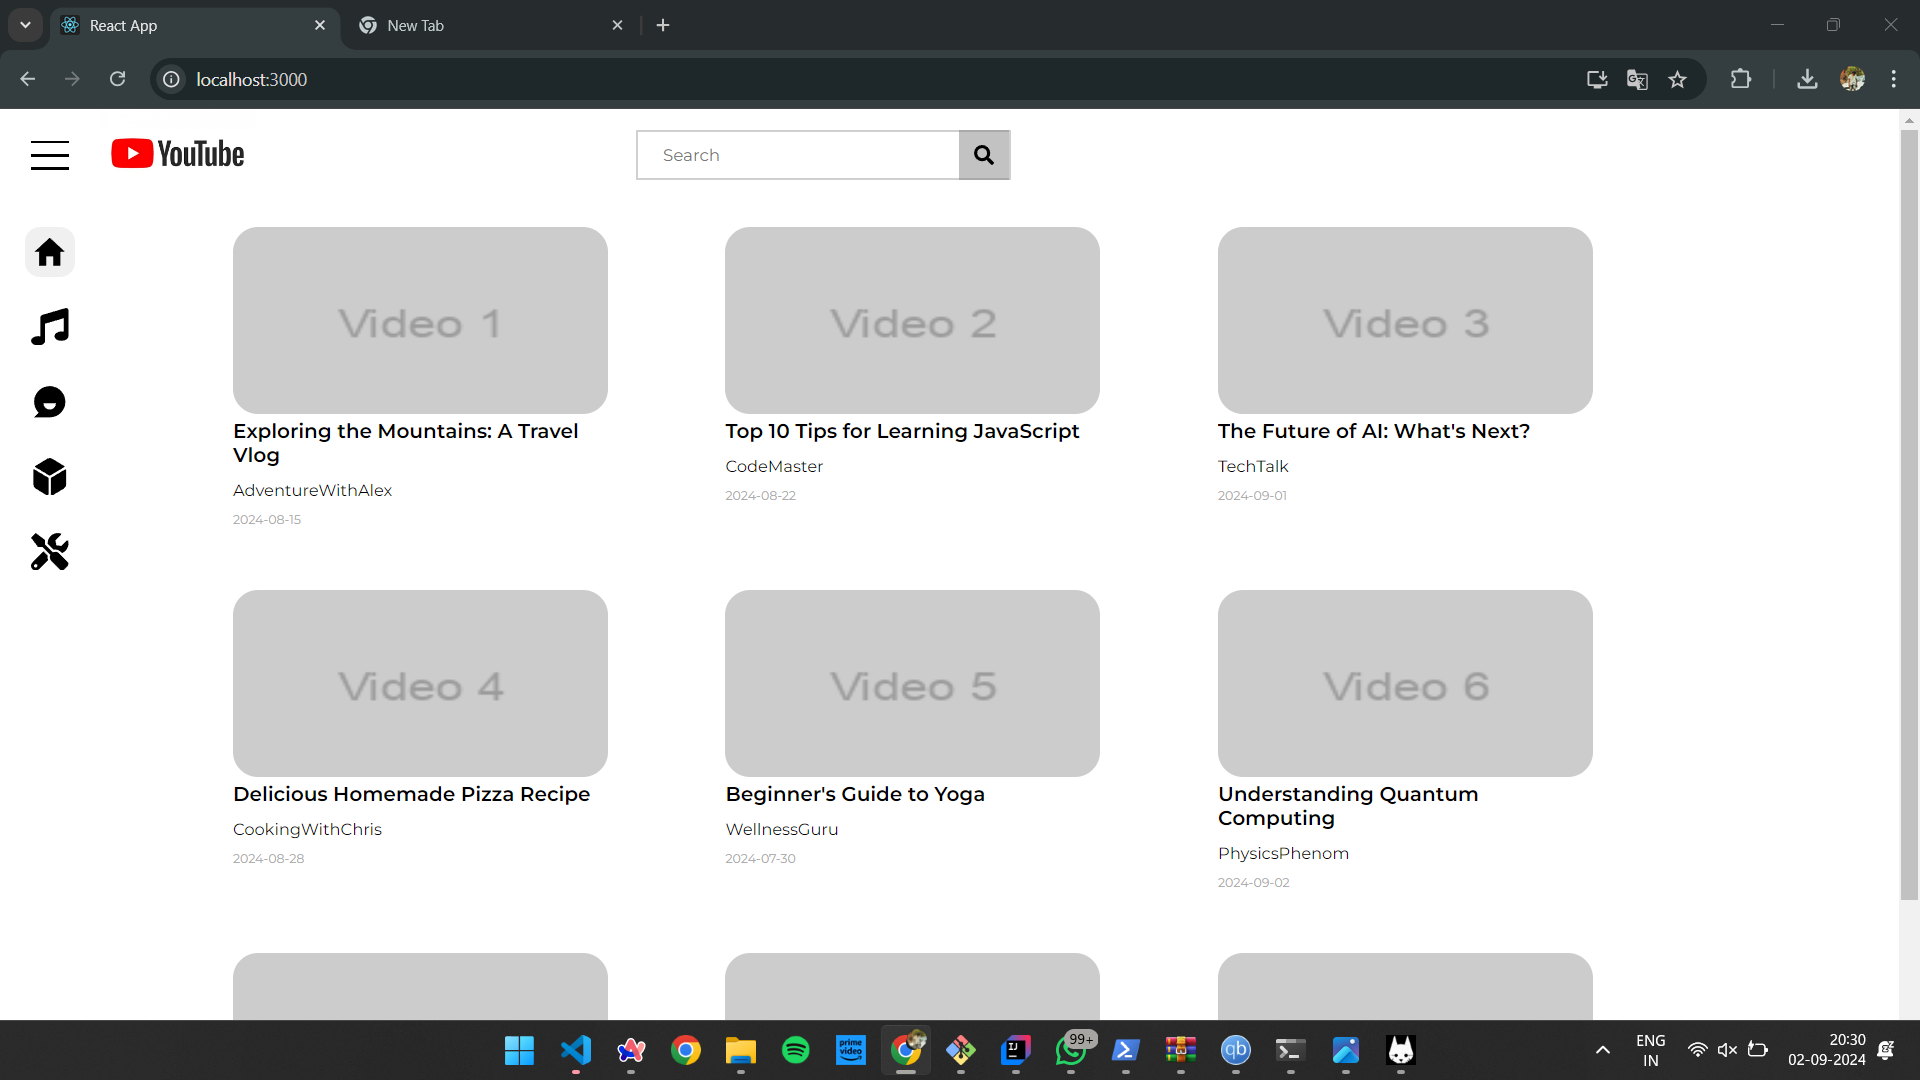 React App
New Tab
localhost:3000
YouTube
Search
Video 1
Video 2
Video 3
Exploring the Mountains: A Travel
Vlog
AdventureWithAlex
2024-08-15
Top 10 Tips for Learning JavaScript
CodeMaster
2024-08-22
The Future of AI: What's Next?
TechTalk
2024-09-01
Video 4
Video 5
Video 6
Delicious Homemade Pizza Recipe
CookingWithChris
2024-08-28
Beginner's Guide to Yoga
WellnessGuru
2024-07-30
Understanding Quantum
Computing
PhysicsPhenom
2024-09-02
prime
video
IJ
99+
qb
ENG
IN
20:30
02-09-2024